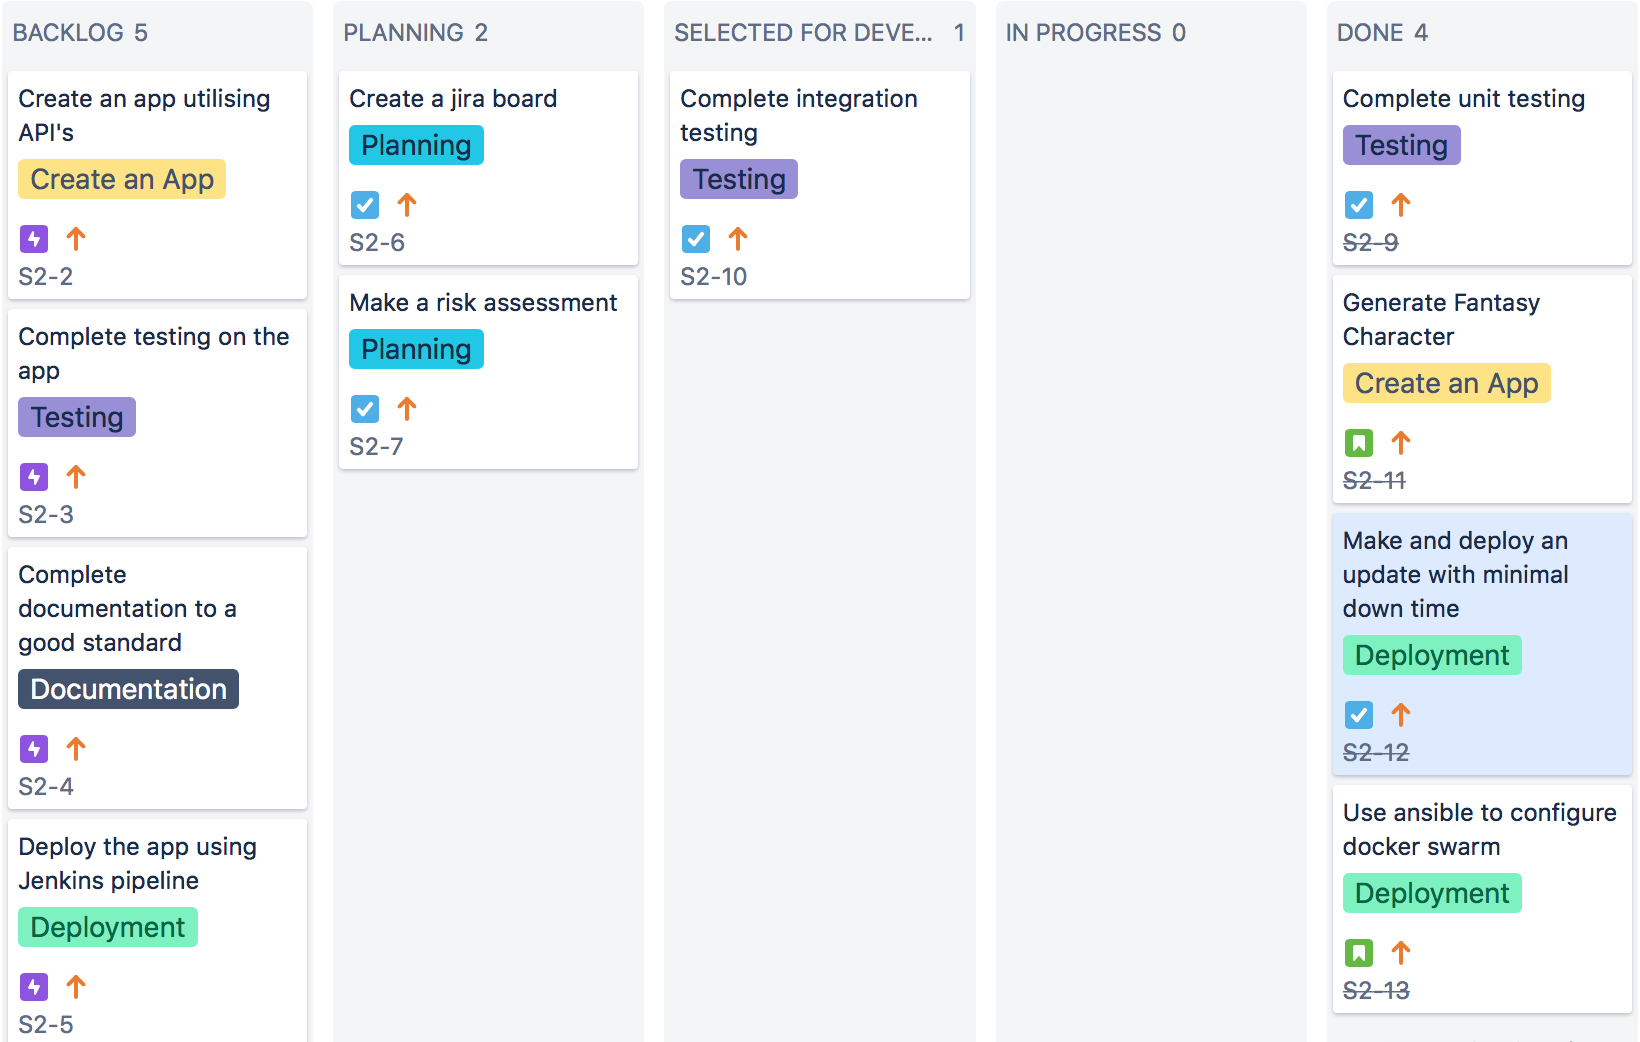 BACKLOG 5
Create an app utilising
API's
Create an App
S2-2
Complete testing on the
app
Testing
S2-3
Complete
documentation to a
good standard
Documentation
S2-4
Deploy the app using
Jenkins pipeline
Deployment
S2-5
PLANNING 2
Create a jira board
Planning
S2-6
Make a risk assessment
Planning
S2-7
SELECTED FOR DEVE... 1
Complete integration
testing
Testing
S2-10
IN PROGRESS 0
DONE 4
Complete unit testing
Testing
S2-9
Generate Fantasy
Character
Create an App
S2-11
Make and deploy an
update with minimal
down time
Deployment
S2-12
Use ansible to configure
docker swarm
Deployment
S2-13